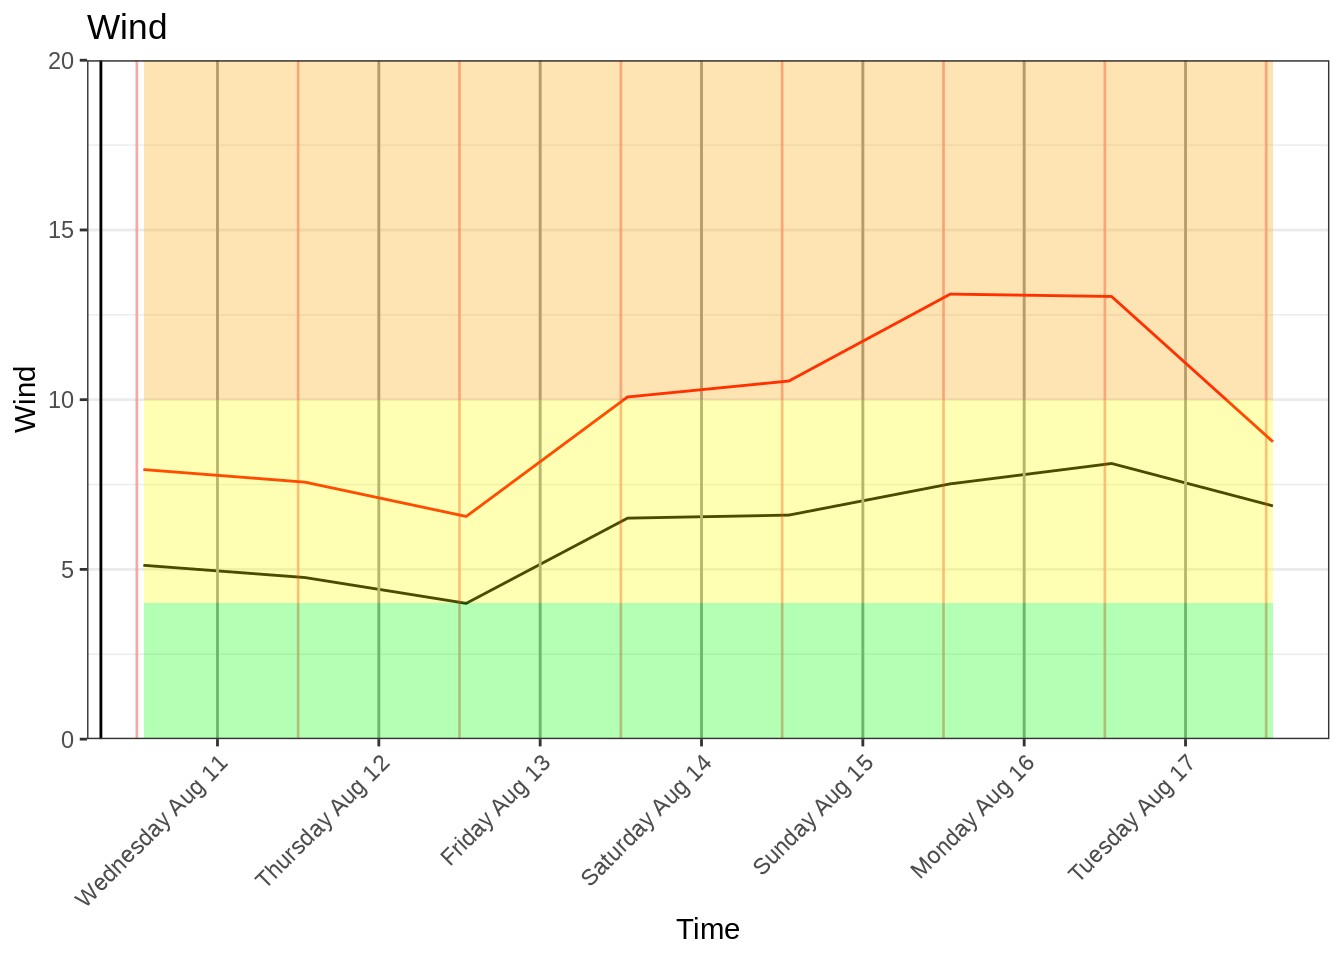 Wind
20
15
10
5
0
Wind
Wednesday Aug 11
Thursday Aug 12
Friday Aug 13
Saturday Aug 14
Sunday Aug 15
Monday Aug 16
Tuesday Aug 17
Time